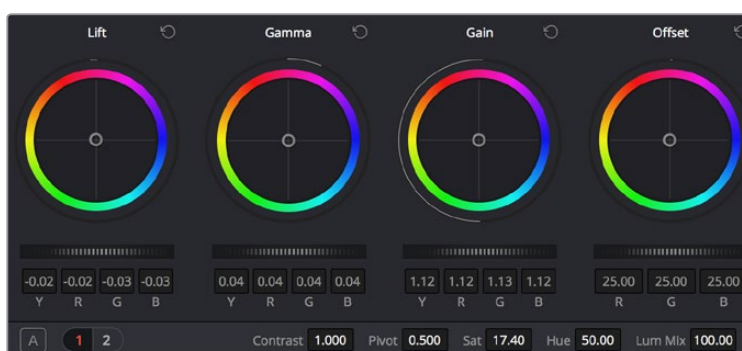 Lift Gamma Gain Offset
-0.02 -0.02 -0.03 -0.03 0.04 0.04 0.04 0.04 1.12 1.12 1.13 1.12 25.00 25.00 25.00
Y R G B Y R G B Y R G B R G B
A 1 2 Contrast 1.000 Pivot 0.500 Sat 17.40 Hue 50.00 Lum Mix 100.00